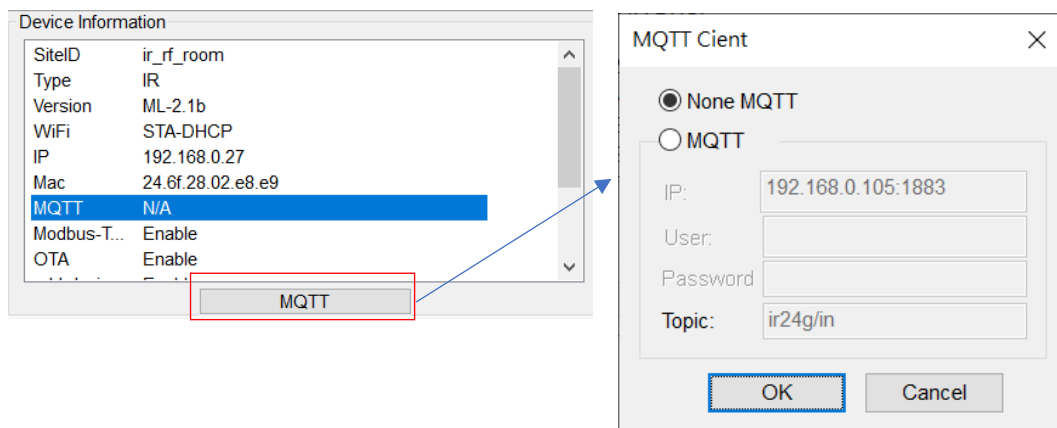 Device Information
SiteID ir_rf_room
Type IR
Version ML-2.1b
WiFi STA-DHCP
IP 192.168.0.27
Mac 24.6f.28.02.e8.e9
MQTT N/A
Modbus-T... Enable
OTA Enable
MQTT
MQTT Cient
None MQTT
MQTT
IP: 192.168.0.105:1883
User:
Password
Topic: ir24g/in
OK Cancel